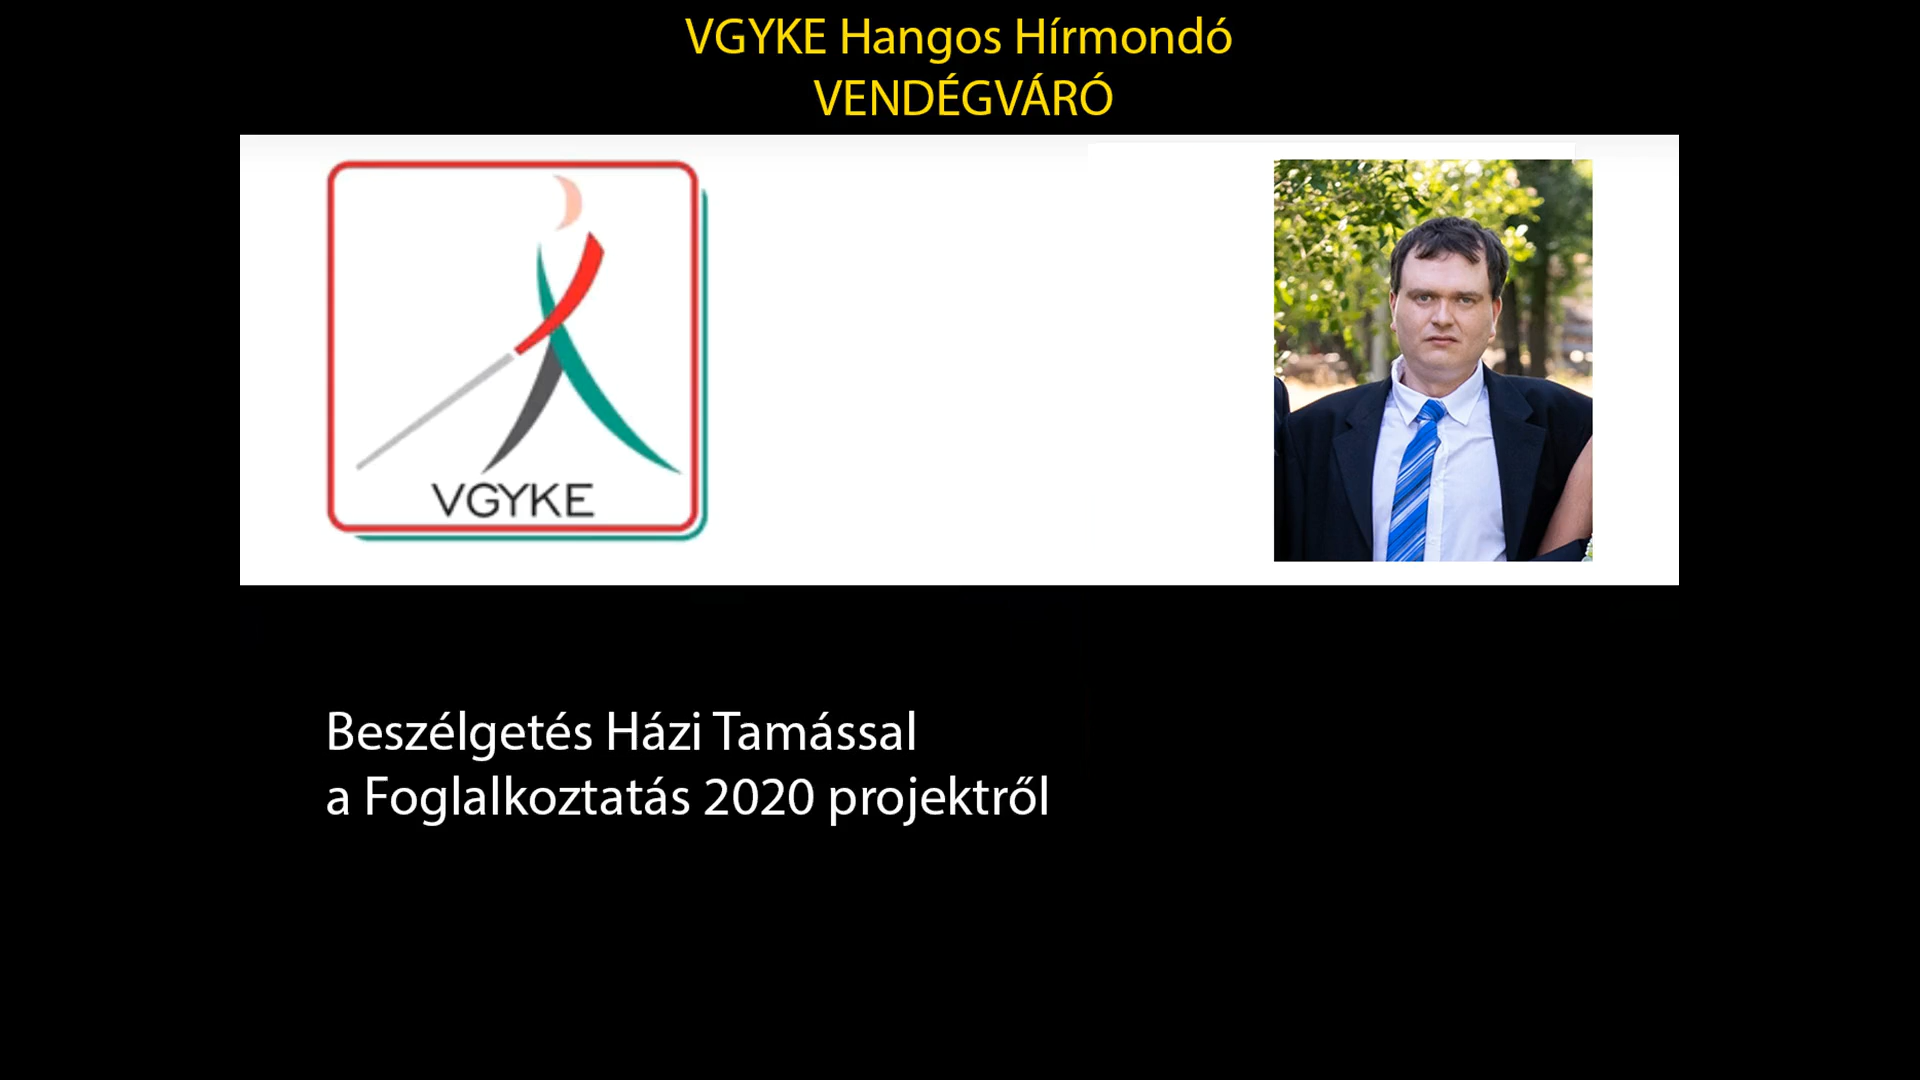 VGYKE Hangos Hírmondó
VENDÉGVÁRÓ
VGYKE
Beszélgetés Házi Tamással
a Foglalkoztatás 2020 projektről